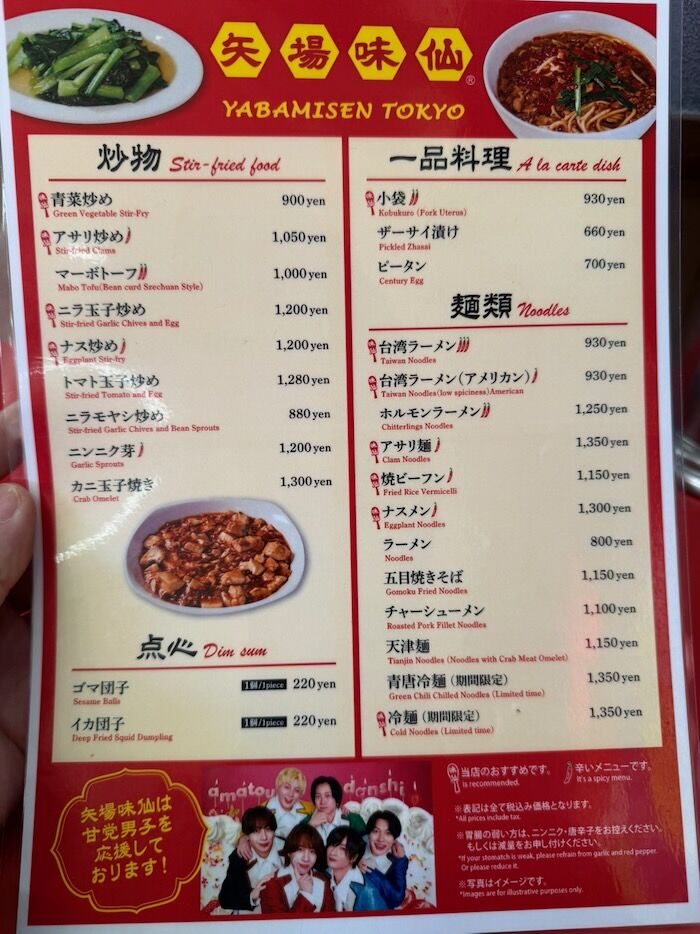 矢場味仙®
YABAMISEN TOKYO
炒物 Stir-fried food
青菜炒め 900yen
Green Vegetable Stir-Fry
アサリ炒め 1,050yen
Stir-fried Clams
マーボトーフ 1,000yen
Mabo Tofu(Bean curd Szechuan Style)
ニラ玉子炒め 1,200yen
Stir-fried Garlic Chives and Egg
ナス炒め 1,200yen
Eggplant Stir-fry
トマト玉子炒め 1,280yen
Stir-fried Tomato and Egg
ニラモヤシ炒め 880yen
Stir-fried Garlic Chives and Bean Sprouts
ニンニク芽 1,200yen
Garlic Sprouts
カニ玉子焼き 1,300yen
Crab Omelet
点心 Dim sum
ゴマ団子 1個/1piece 220yen
Sesame Balls
イカ団子 1個/1piece 220yen
Deep Fried Squid Dumpling
一品料理 A la carte dish
小袋 930yen
Kobukuro (Pork Uterus)
ザーサイ漬け 660yen
Pickled Zhasai
ピータン 700yen
Century Egg
麺類 Noodles
台湾ラーメン 930yen
Taiwan Noodles
台湾ラーメン(アメリカン) 930yen
Taiwan Noodles(low spiciness)American
ホルモンラーメン 1,250yen
Chitterlings Noodles
アサリ麺 1,350yen
Clam Noodles
焼ビーフン 1,150yen
Fried Rice Vermicelli
ナスメン 1,300yen
Eggplant Noodles
ラーメン 800yen
Noodles
五目焼きそば 1,150yen
Gomoku Fried Noodles
チャーシューメン 1,100yen
Roasted Pork Fillet Noodles
天津麺 1,150yen
Tianjin Noodles (Noodles with Crab Meat Omelet)
青唐冷麺(期間限定) 1,350yen
Green Chili Chilled Noodles (Limited time)
冷麺(期間限定) 1,350yen
Cold Noodles (Limited time)
矢場味仙は
甘党男子を
応援して
おります!
amatou danshi
当店のおすすめです。 辛いメニューです。
is recommended. It's a spicy menu.
※表記は全て税込み価格となります。
*All prices include tax.
※胃腸の弱い方は、ニンニク・唐辛子をお控えください。
もしくは減量をお申し付けください。
*If your stomatch is weak, please refrain from garlic and red pepper.
Or please reduce it.
※写真はイメージです。
*Images are for illustrative purposes only.